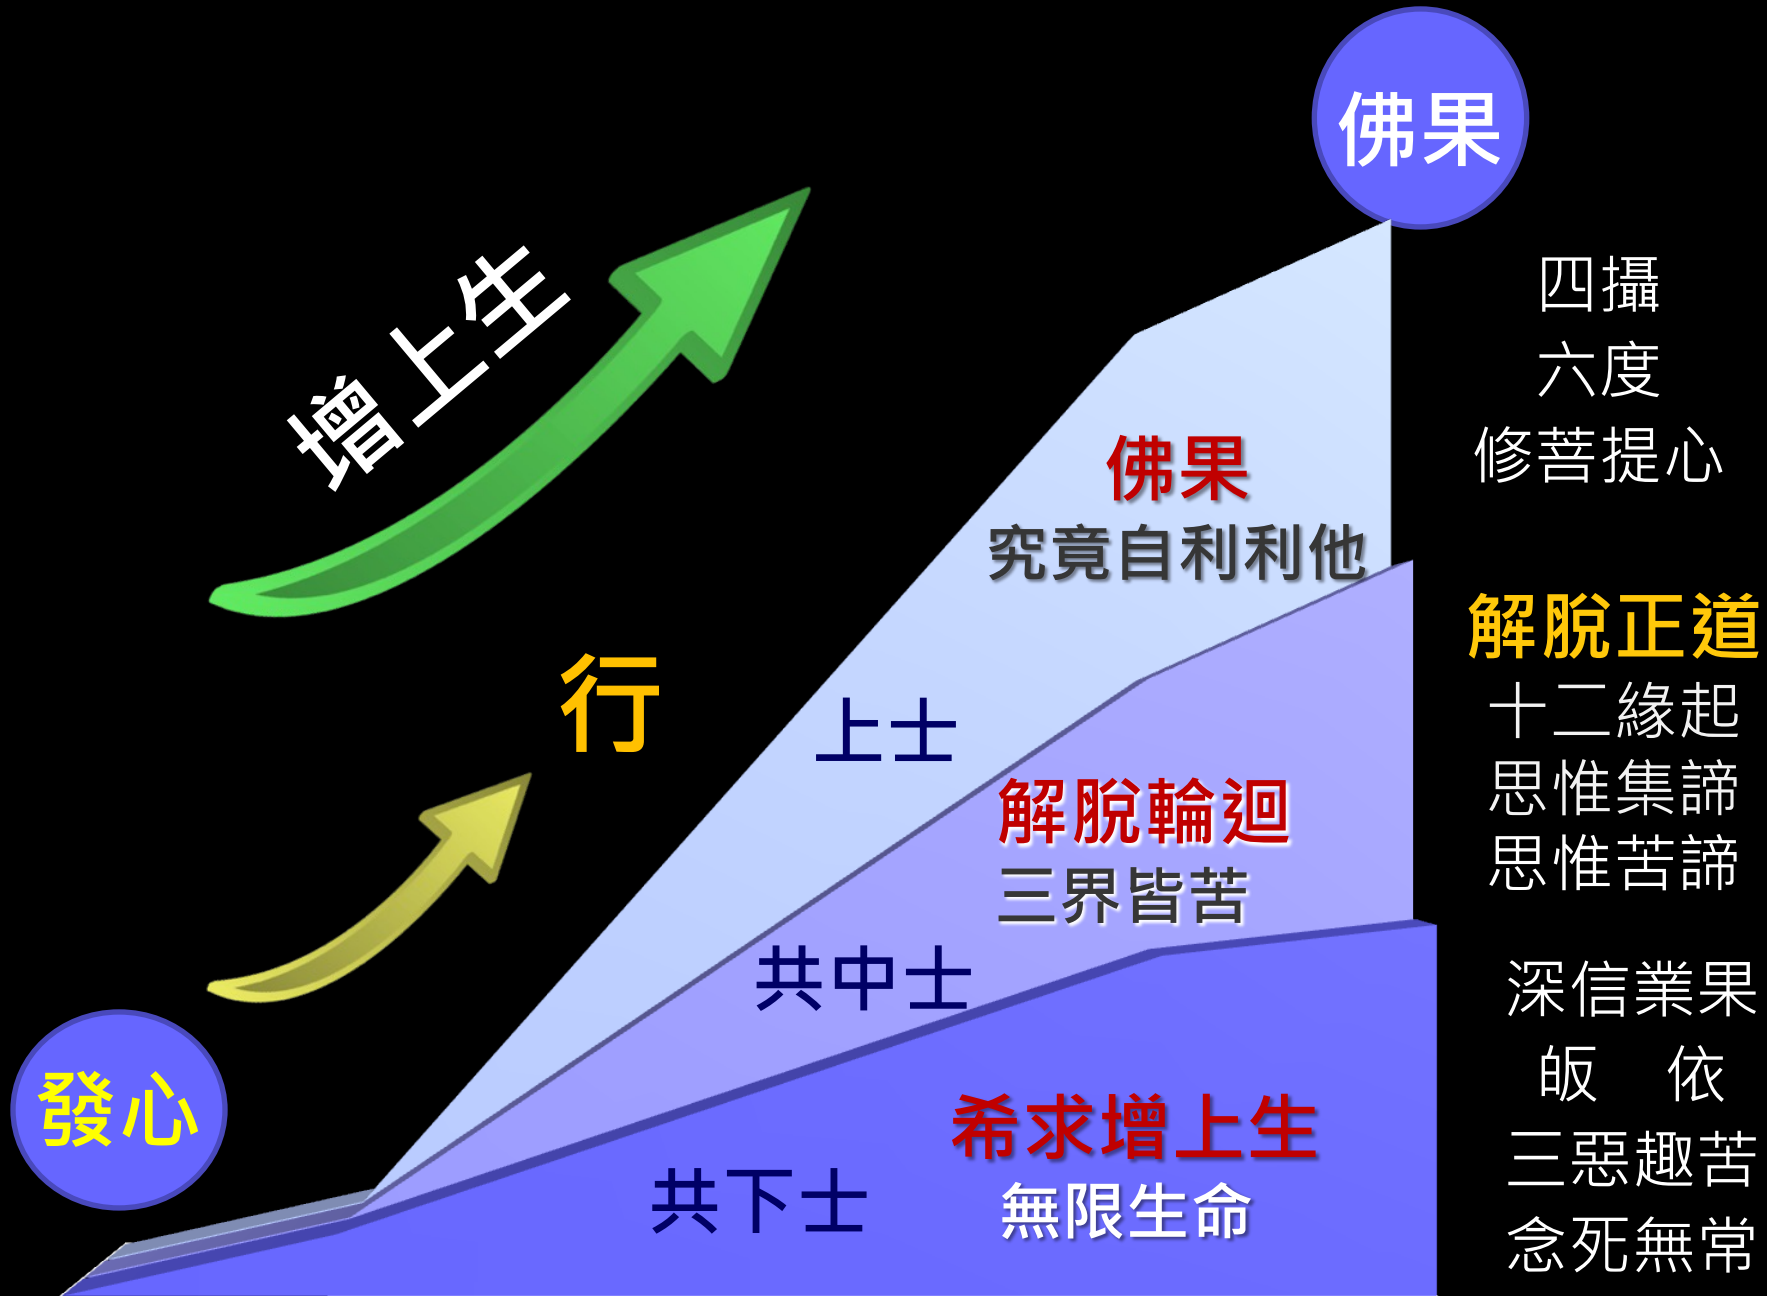 佛果
增上生
行
發心
上士
佛果
究竟自利利他
共中士
解脫輪迴
三界皆苦
共下士
希求增上生
無限生命
四攝
六度
修菩提心
解脫正道
十二緣起
思惟集諦
思惟苦諦
深信業果
皈　依
三惡趣苦
念死無常